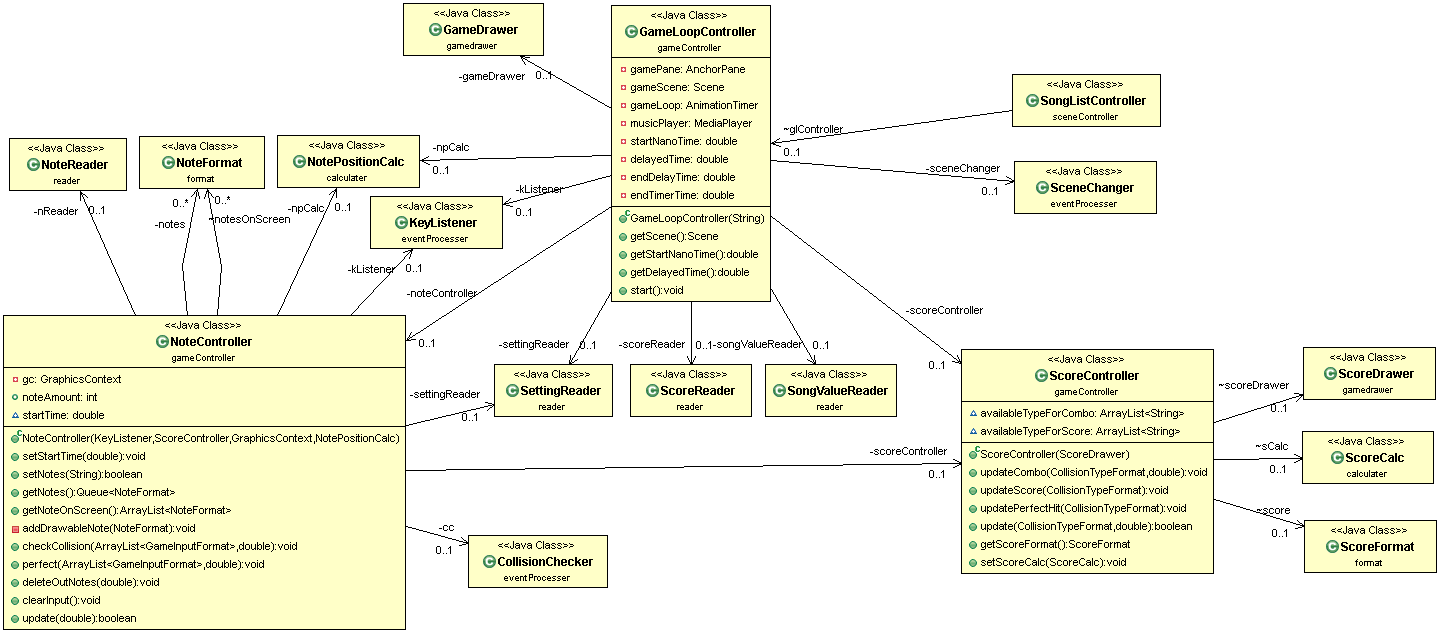 <<Java Class>>
GameDrawer
gamedrawer
<<Java Class>>
GameLoopController
gameController
gamePane: AnchorPane
gameScene: Scene
gameLoop: AnimationTimer
musicPlayer: MediaPlayer
startNanoTime: double
delayedTime: double
endDelayTime: double
endTimerTime: double
GameLoopController(String)
getScene():Scene
getStartNanoTime():double
getDelayedTime():double
start():void
-gameDrawer
0..1
<<Java Class>>
SongListController
sceneController
~glController
0..1
<<Java Class>>
NoteReader
reader
<<Java Class>>
NoteFormat
format
<<Java Class>>
NotePositionCalc
calculater
-npCalc
0..1
-sceneChanger
0..1
<<Java Class>>
SceneChanger
eventProcesser
<<Java Class>>
KeyListener
eventProcesser
-kListener
0..1
-nReader
0..1
0..*
-notes
0..*
~notesOnScreen
-npCalc
0..1
-kListener
0..1
-noteController
0..1
-scoreController
0..1
-settingReader
0..1
-scoreReader
0..1
-songValueReader
0..1
<<Java Class>>
NoteController
gameController
gc: GraphicsContext
noteAmount: int
startTime: double
NoteController(KeyListener,ScoreController,GraphicsContext,NotePositionCalc)
setStartTime(double):void
setNotes(String):boolean
getNotes():Queue<NoteFormat>
getNoteOnScreen():ArrayList<NoteFormat>
addDrawableNote(NoteFormat):void
checkCollision(ArrayList<GameInputFormat>,double):void
perfect(ArrayList<GameInputFormat>,double):void
deleteOutNotes(double):void
clearInput():void
update(double):boolean
-settingReader
0..1
<<Java Class>>
SettingReader
reader
<<Java Class>>
ScoreReader
reader
<<Java Class>>
SongValueReader
reader
-scoreController
0..1
-cc
0..1
<<Java Class>>
CollisionChecker
eventProcesser
<<Java Class>>
ScoreController
gameController
availableTypeForCombo: ArrayList<String>
availableTypeForScore: ArrayList<String>
ScoreController(ScoreDrawer)
updateCombo(CollisionTypeFormat,double):void
updateScore(CollisionTypeFormat):void
updatePerfectHit(CollisionTypeFormat):void
update(CollisionTypeFormat,double):boolean
getScoreFormat():ScoreFormat
setScoreCalc(ScoreCalc):void
~scoreDrawer
0..1
<<Java Class>>
ScoreDrawer
gamedrawer
~sCalc
0..1
<<Java Class>>
ScoreCalc
calculater
~score
0..1
<<Java Class>>
ScoreFormat
format